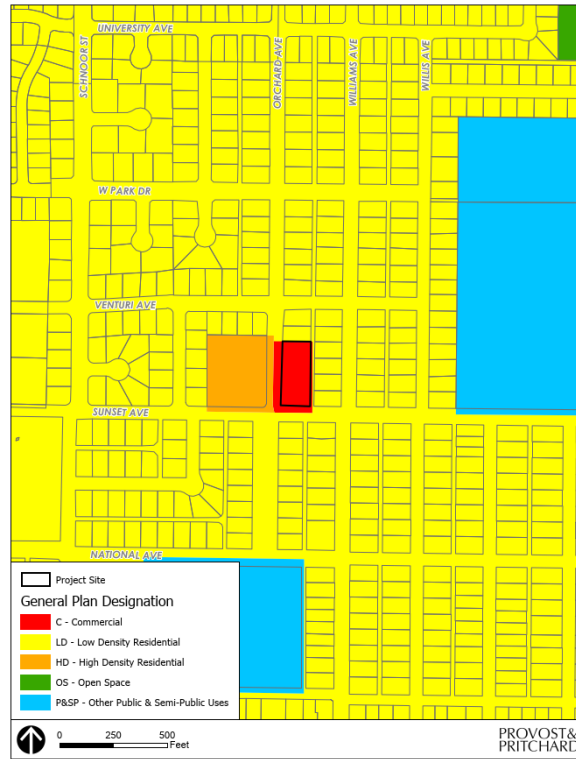 UNIVERSITY AVE
SCHNOOR ST
ORCHARD AVE
WILLIAMS AVE
WILLIS AVE
W PARK DR
VENTURI AVE
SUNSET AVE
NATIONAL AVE
Project Site
General Plan Designation
C - Commercial
LD - Low Density Residential
HD - High Density Residential
OS - Open Space
P&SP - Other Public & Semi-Public Uses
0 250 500
Feet
PROVOST&
PRITCHARD